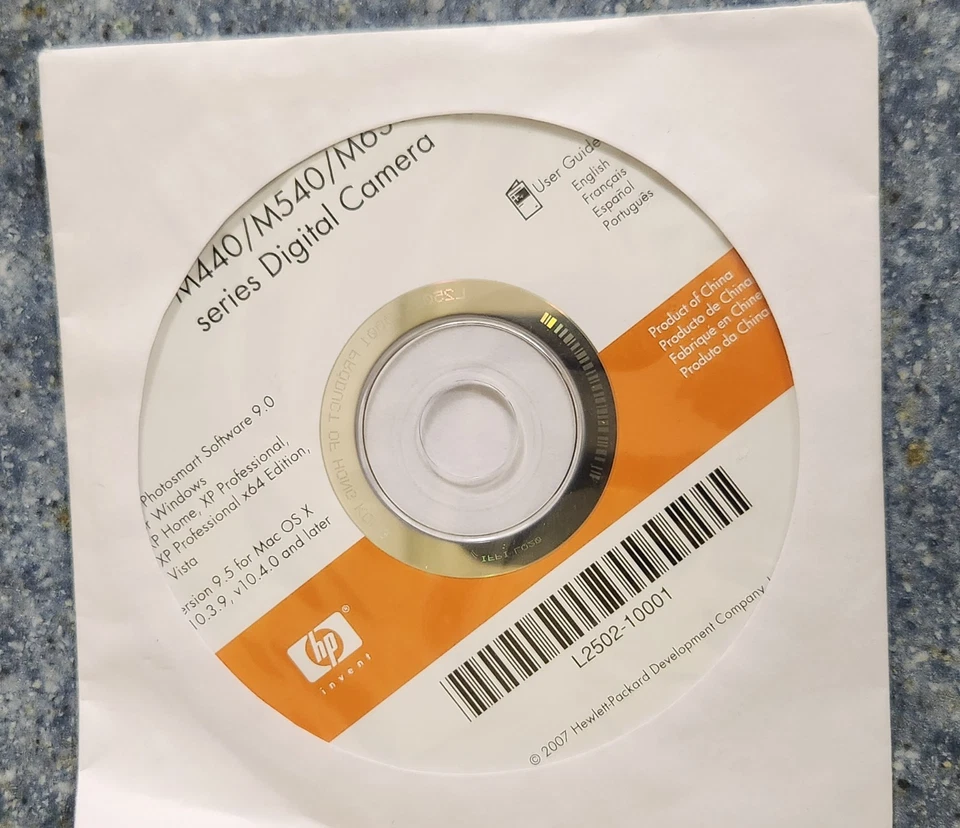 M440/M540/M63
series Digital Camera
User Guide
English
Français
Español
Português
Product of China
Producto de China
Fabriqué en Chine
Produto da China
Photosmart Software 9.0
Windows
XP Home, XP Professional,
XP Professional x64 Edition,
Vista
ersion 9.5 for Mac OS X
10.3.9, v10.4.0 and later
hp®
invent
L2502-10001
© 2007 Hewlett-Packard Development Company,